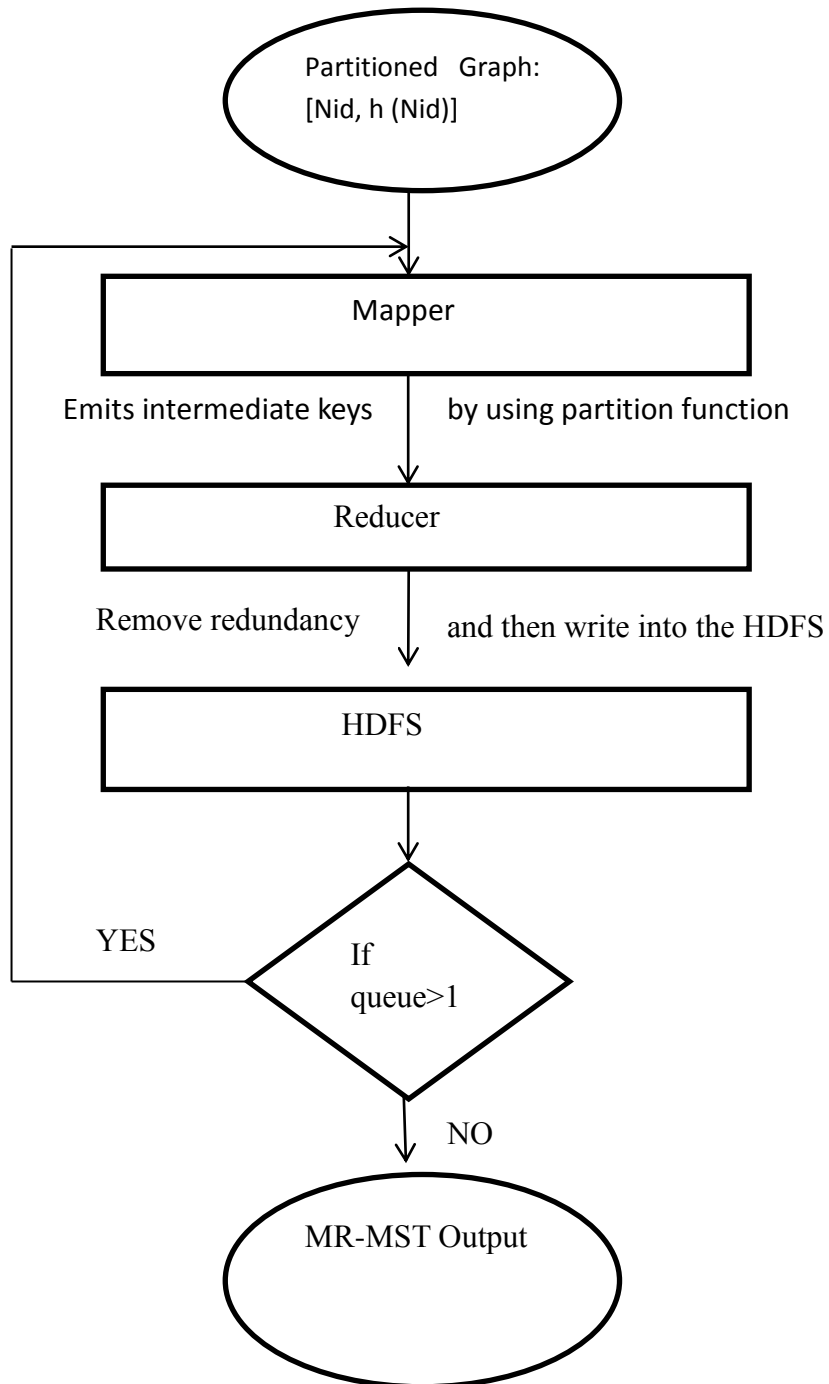 Partitioned Graph:
[Nid, h (Nid)]
Mapper
Emits intermediate keys by using partition function
Reducer
Remove redundancy and then write into the HDFS
HDFS
YES
If
queue>1
NO
MR-MST Output